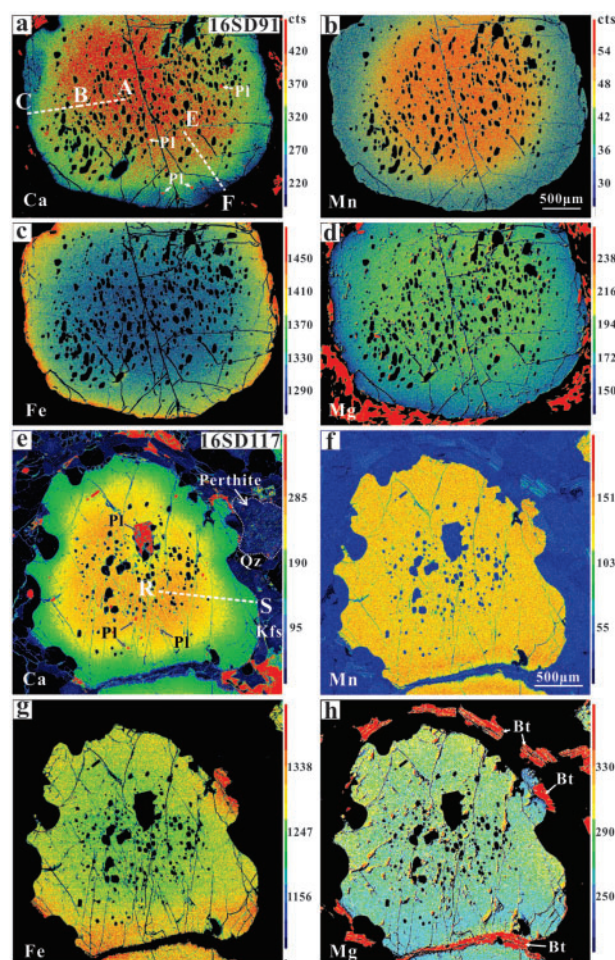 a 16SD91 cts b cts
420 54
370 48
C B A Pl
320 E 42
Pl
270 36
Pl
220 F 30
Ca Mn 500μm
c d
1450 238
1410 216
1370 194
1330 172
1290 150
Fe Mg
e 16SD117 f
Perthite
285 151
Pl
190 Qz 103
R S
95 Pl Pl Kfs 55
Ca Mn 500μm
g h Bt
1338 330
Bt
1247 290
1156 250
Fe Mg Bt